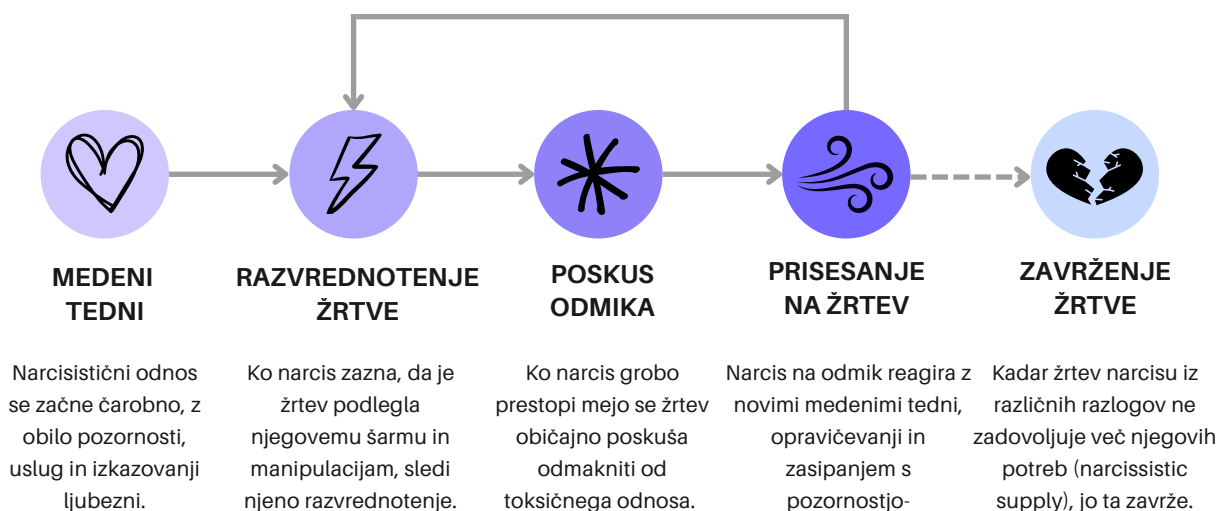 MEDENI
TEDNI
Narcisistični odnos
se začne čarobno, z
obilo pozornosti,
uslug in izkazovanji
ljubezni.
RAZVREDNOTENJE
ŽRTVE
Ko narcis zazna, da je
žrtev podlegla
njegovemu šarmu in
manipulacijam, sledi
njeno razvrednotenje.
POSKUS
ODMIKA
Ko narcis grobo
prestopi mejo se žrtev
običajno poskuša
odmakniti od
toksičnega odnosa.
PRISESANJE
NA ŽRTEV
Narcis na odmik reagira z
novimi medenimi tedni,
opravičevanji in
zasipanjem s
pozornostjo-
ZAVRŽENJE
ŽRTVE
Kadar žrtev narcisu iz
različnih razlogov ne
zadovoljuje več njegovih
potreb (narcissistic
supply), jo ta zavrže.